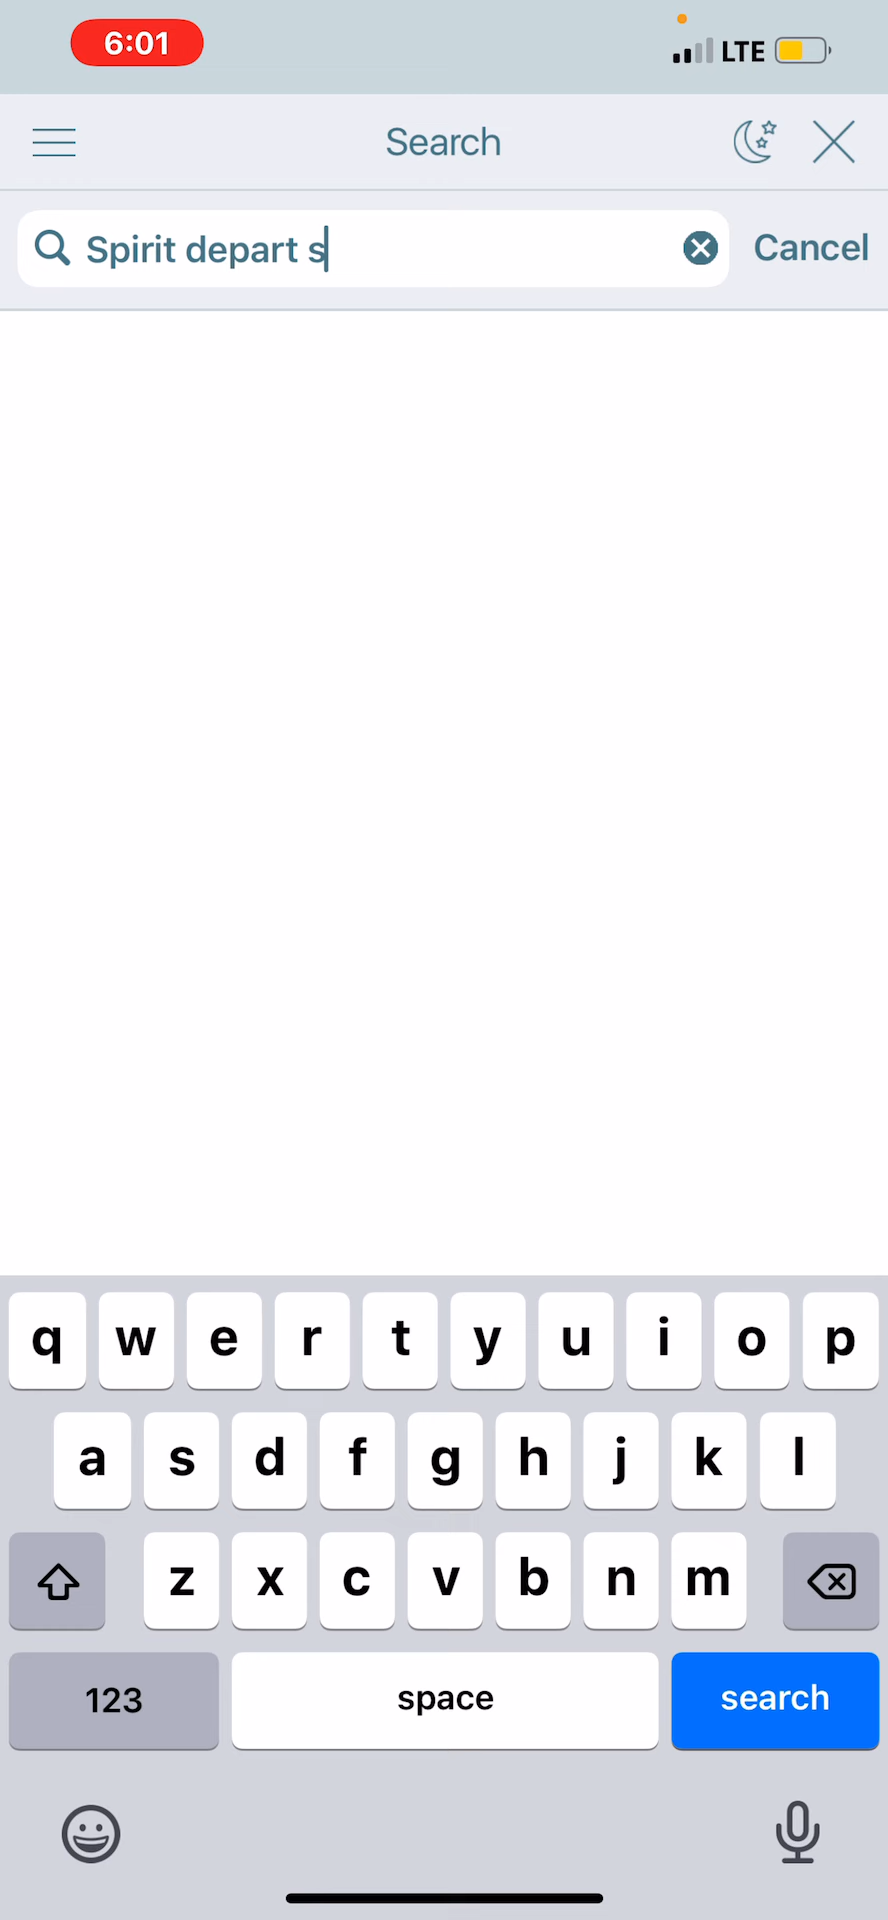 6:01 LTE
Search
Spirit depart s Cancel
q w e r t y u i o p
a s d f g h j k l
z x c v b n m
123 space search